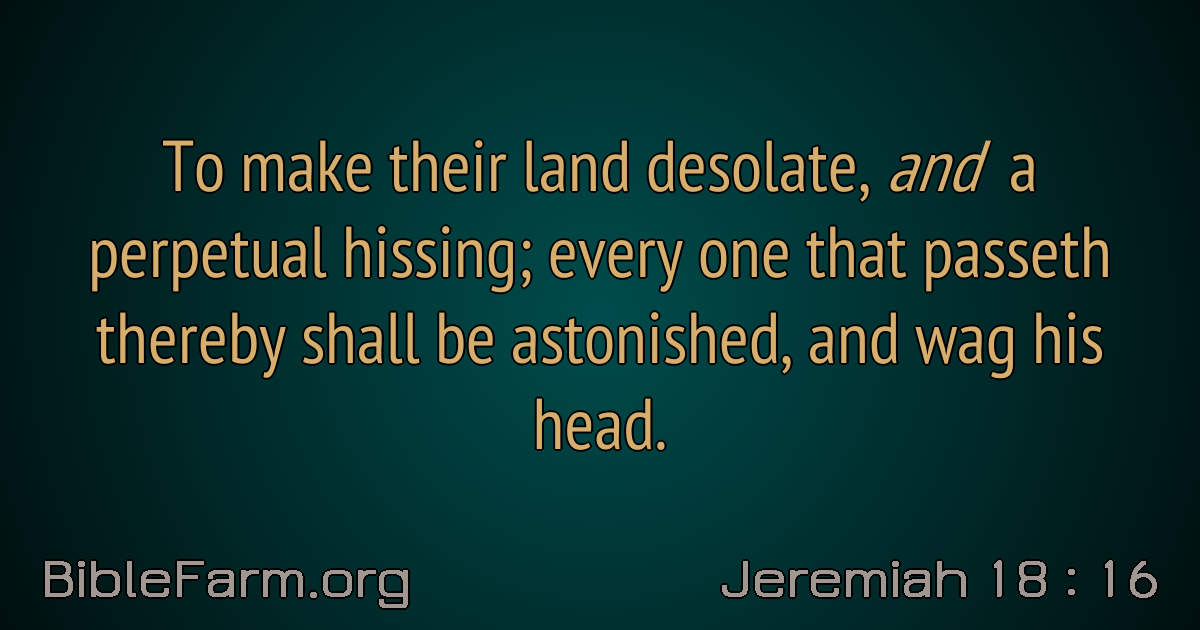 To make their land desolate, and a
perpetual hissing; every one that passeth
thereby shall be astonished, and wag his
head.
BibleFarm.org
Jeremiah 18 : 16